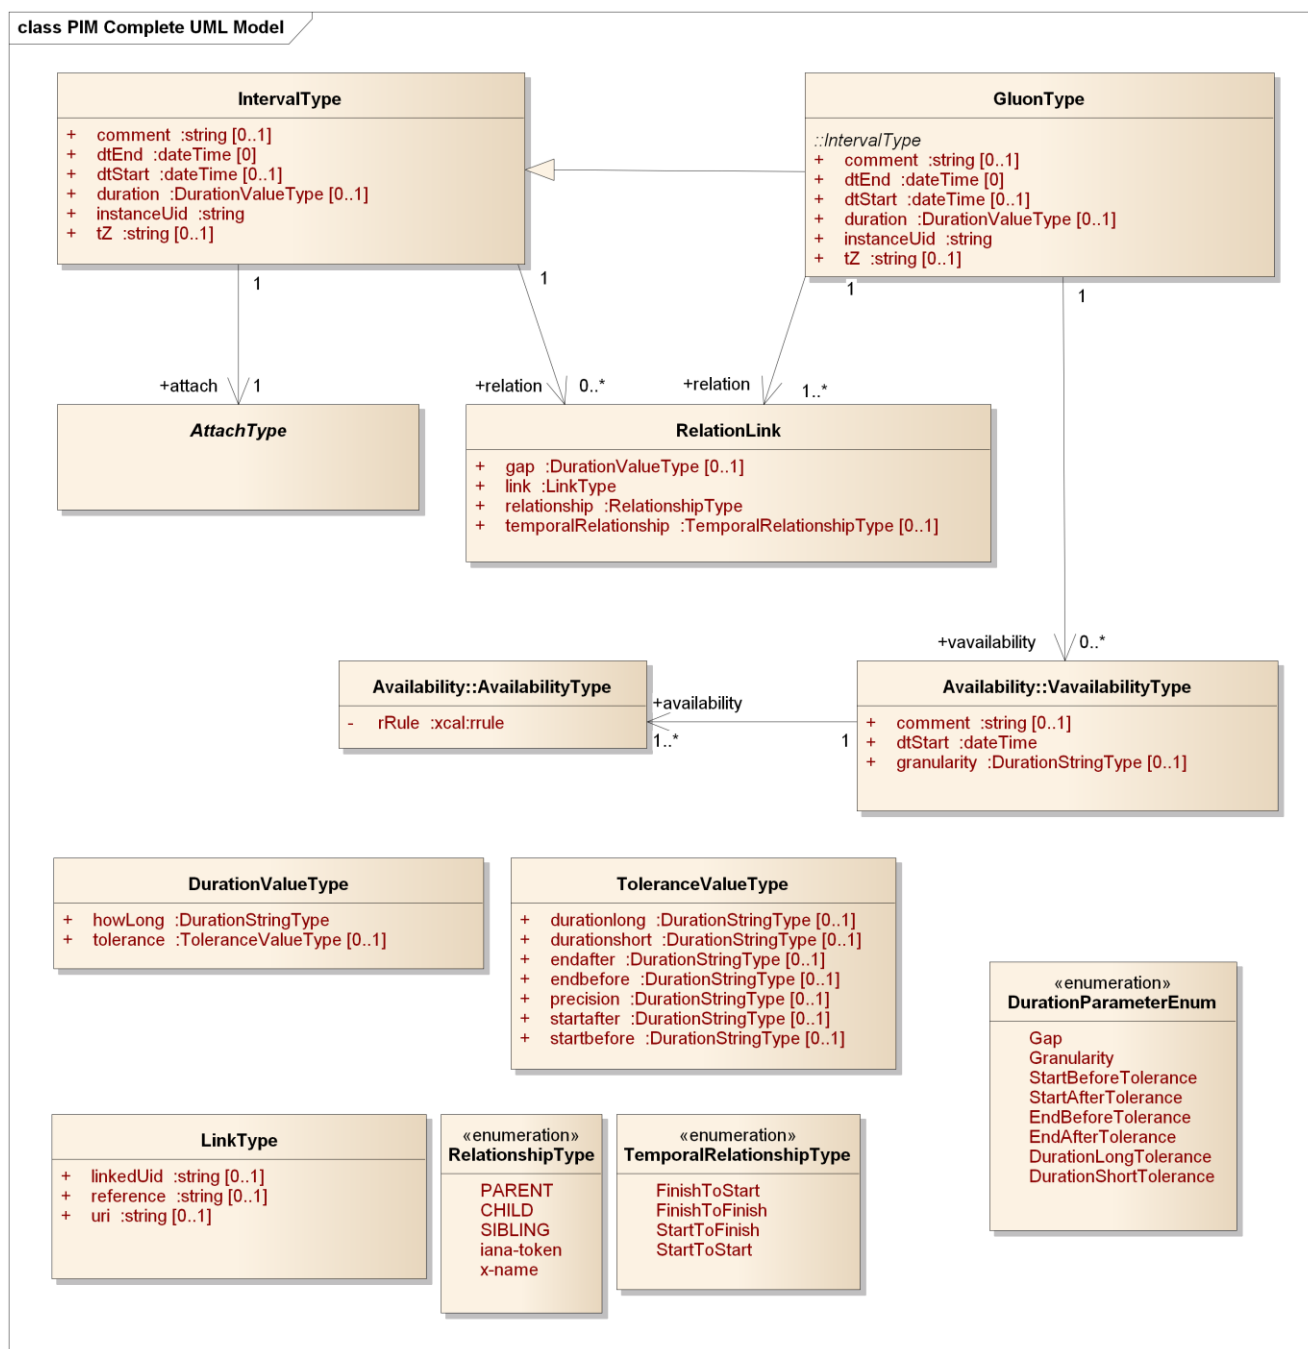 class PIM Complete UML Model
IntervalType
+ comment :string [0..1]
+ dtEnd :dateTime [0]
+ dtStart :dateTime [0..1]
+ duration :DurationValueType [0..1]
+ instanceUid :string
+ tZ :string [0..1]
GluonType
::IntervalType
+ comment :string [0..1]
+ dtEnd :dateTime [0]
+ dtStart :dateTime [0..1]
+ duration :DurationValueType [0..1]
+ instanceUid :string
+ tZ :string [0..1]
1
1
1
1
+attach
1
+relation
0..*
+relation
1..*
AttachType
RelationLink
+ gap :DurationValueType [0..1]
+ link :LinkType
+ relationship :RelationshipType
+ temporalRelationship :TemporalRelationshipType [0..1]
+vavailability
0..*
Availability::AvailabilityType
- rRule :xcal:rrule
+availability
1..*
1
Availability::VavailabilityType
+ comment :string [0..1]
+ dtStart :dateTime
+ granularity :DurationStringType [0..1]
DurationValueType
+ howLong :DurationStringType
+ tolerance :ToleranceValueType [0..1]
ToleranceValueType
+ durationlong :DurationStringType [0..1]
+ durationshort :DurationStringType [0..1]
+ endafter :DurationStringType [0..1]
+ endbefore :DurationStringType [0..1]
+ precision :DurationStringType [0..1]
+ startafter :DurationStringType [0..1]
+ startbefore :DurationStringType [0..1]
«enumeration»
DurationParameterEnum
Gap
Granularity
StartBeforeTolerance
StartAfterTolerance
EndBeforeTolerance
EndAfterTolerance
DurationLongTolerance
DurationShortTolerance
LinkType
+ linkedUid :string [0..1]
+ reference :string [0..1]
+ uri :string [0..1]
«enumeration»
RelationshipType
PARENT
CHILD
SIBLING
iana-token
x-name
«enumeration»
TemporalRelationshipType
FinishToStart
FinishToFinish
StartToFinish
StartToStart